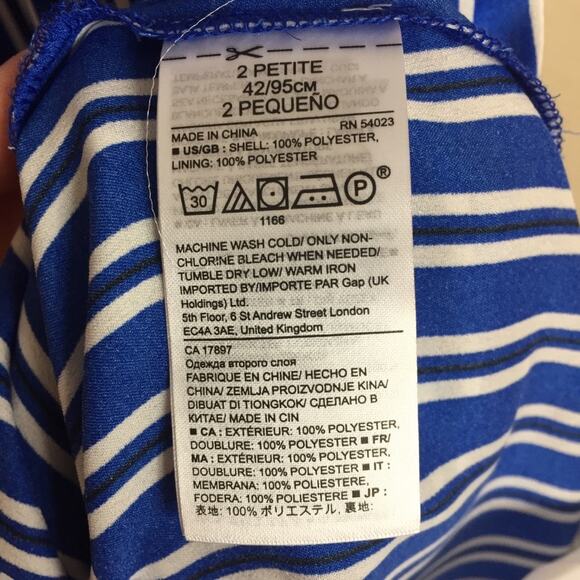 2 PETITE
42/95CM
2 PEQUEÑO
MADE IN CHINA RN 54023
■ US/GB : SHELL: 100% POLYESTER,
LINING: 100% POLYESTER
30 P ®
1166
MACHINE WASH COLD/ ONLY NON-
CHLORINE BLEACH WHEN NEEDED/
TUMBLE DRY LOW/ WARM IRON
IMPORTED BY/IMPORTE PAR Gap (UK
Holdings) Ltd.
5th Floor, 6 St Andrew Street London
EC4A 3AE, United Kingdom
CA 17897
Одежда второго слоя
FABRIQUE EN CHINE/ HECHO EN
CHINA/ ZEMLJA PROIZVODNJE KINA/
DIBUAT DI TIONGKOK/ СДЕЛАНО В
КИТАЕ/ MADE IN CIN
■ CA : EXTÉRIEUR: 100% POLYESTER,
DOUBLURE: 100% POLYESTER ■ FR/
MA : EXTÉRIEUR: 100% POLYESTER,
DOUBLURE: 100% POLYESTER ■ IT :
MEMBRANA: 100% POLIESTERE,
FODERA: 100% POLIESTERE ■ JP :
表地: 100% ポリエステル, 裏地: